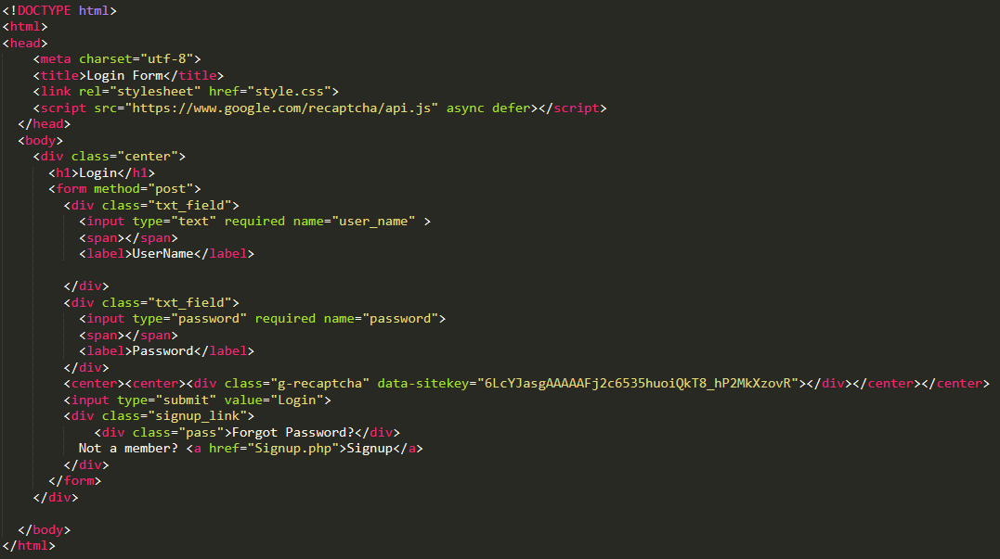 <!DOCTYPE html>
<html>
<head>
    <meta charset="utf-8">
    <title>Login Form</title>
    <link rel="stylesheet" href="style.css">
    <script src="https://www.google.com/recaptcha/api.js" async defer></script>
  </head>
  <body>
    <div class="center">
      <h1>Login</h1>
      <form method="post">
        <div class="txt_field">
          <input type="text" required name="user_name" >
          <span></span>
          <label>UserName</label>

        </div>
        <div class="txt_field">
          <input type="password" required name="password">
          <span></span>
          <label>Password</label>
        </div>
        <center><center><div class="g-recaptcha" data-sitekey="6LcYJasgAAAAAFj2c6535huoiQkT8_hP2MkXzovR"></div></center></center>
        <input type="submit" value="Login">
        <div class="signup_link">
            <div class="pass">Forgot Password?</div>
          Not a member? <a href="Signup.php">Signup</a>
        </div>
      </form>
    </div>

  </body>
</html>